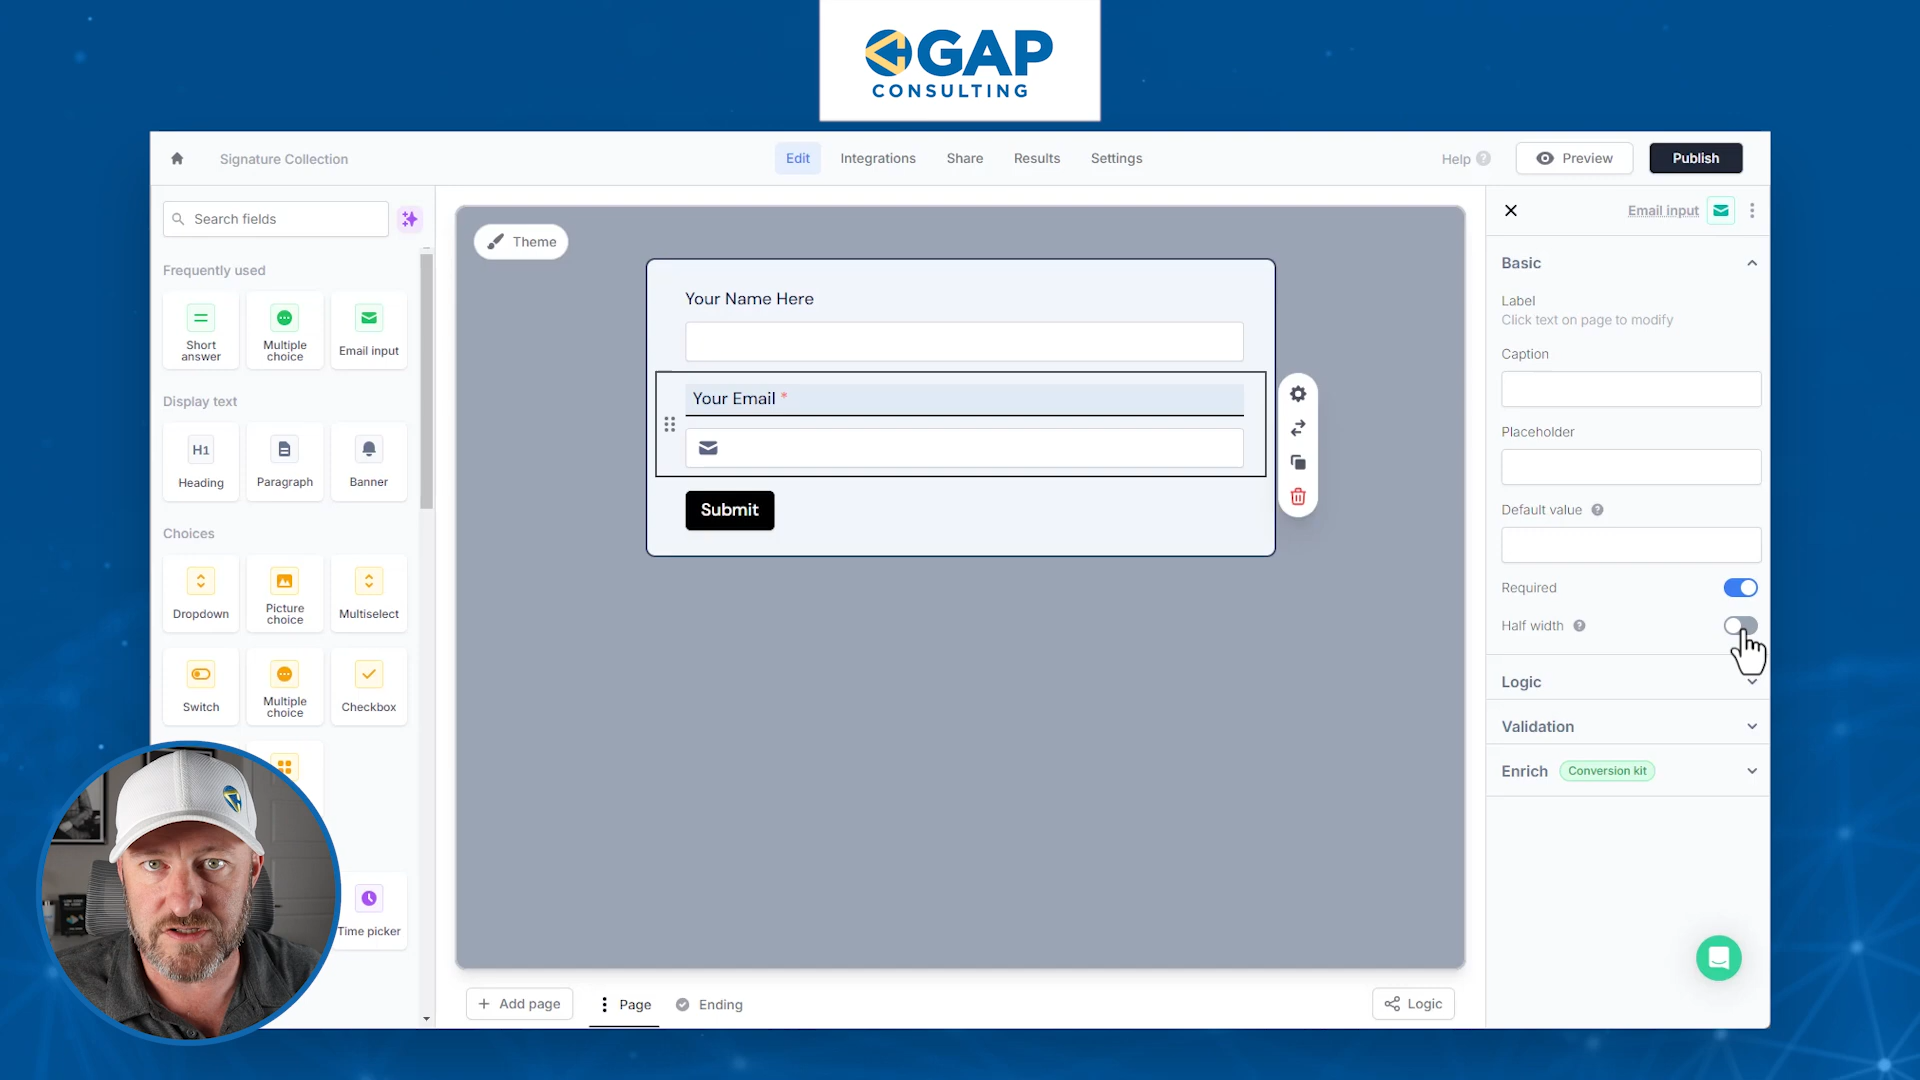 GAP
CONSULTING
Signature Collection
Edit
Integrations
Share
Results
Settings
Help
Preview
Publish
Search fields
Frequently used
Short
answer
Multiple
choice
Email input
Display text
H1
Heading
Paragraph
Banner
Choices
Dropdown
Picture
choice
Multiselect
Switch
Multiple
choice
Checkbox
Time picker
Theme
Your Name Here
Your Email *
Submit
Add page
Page
Ending
Logic
Email input
Basic
Label
Click text on page to modify
Caption
Placeholder
Default value
Required
Half width
Logic
Validation
Enrich
Conversion kit